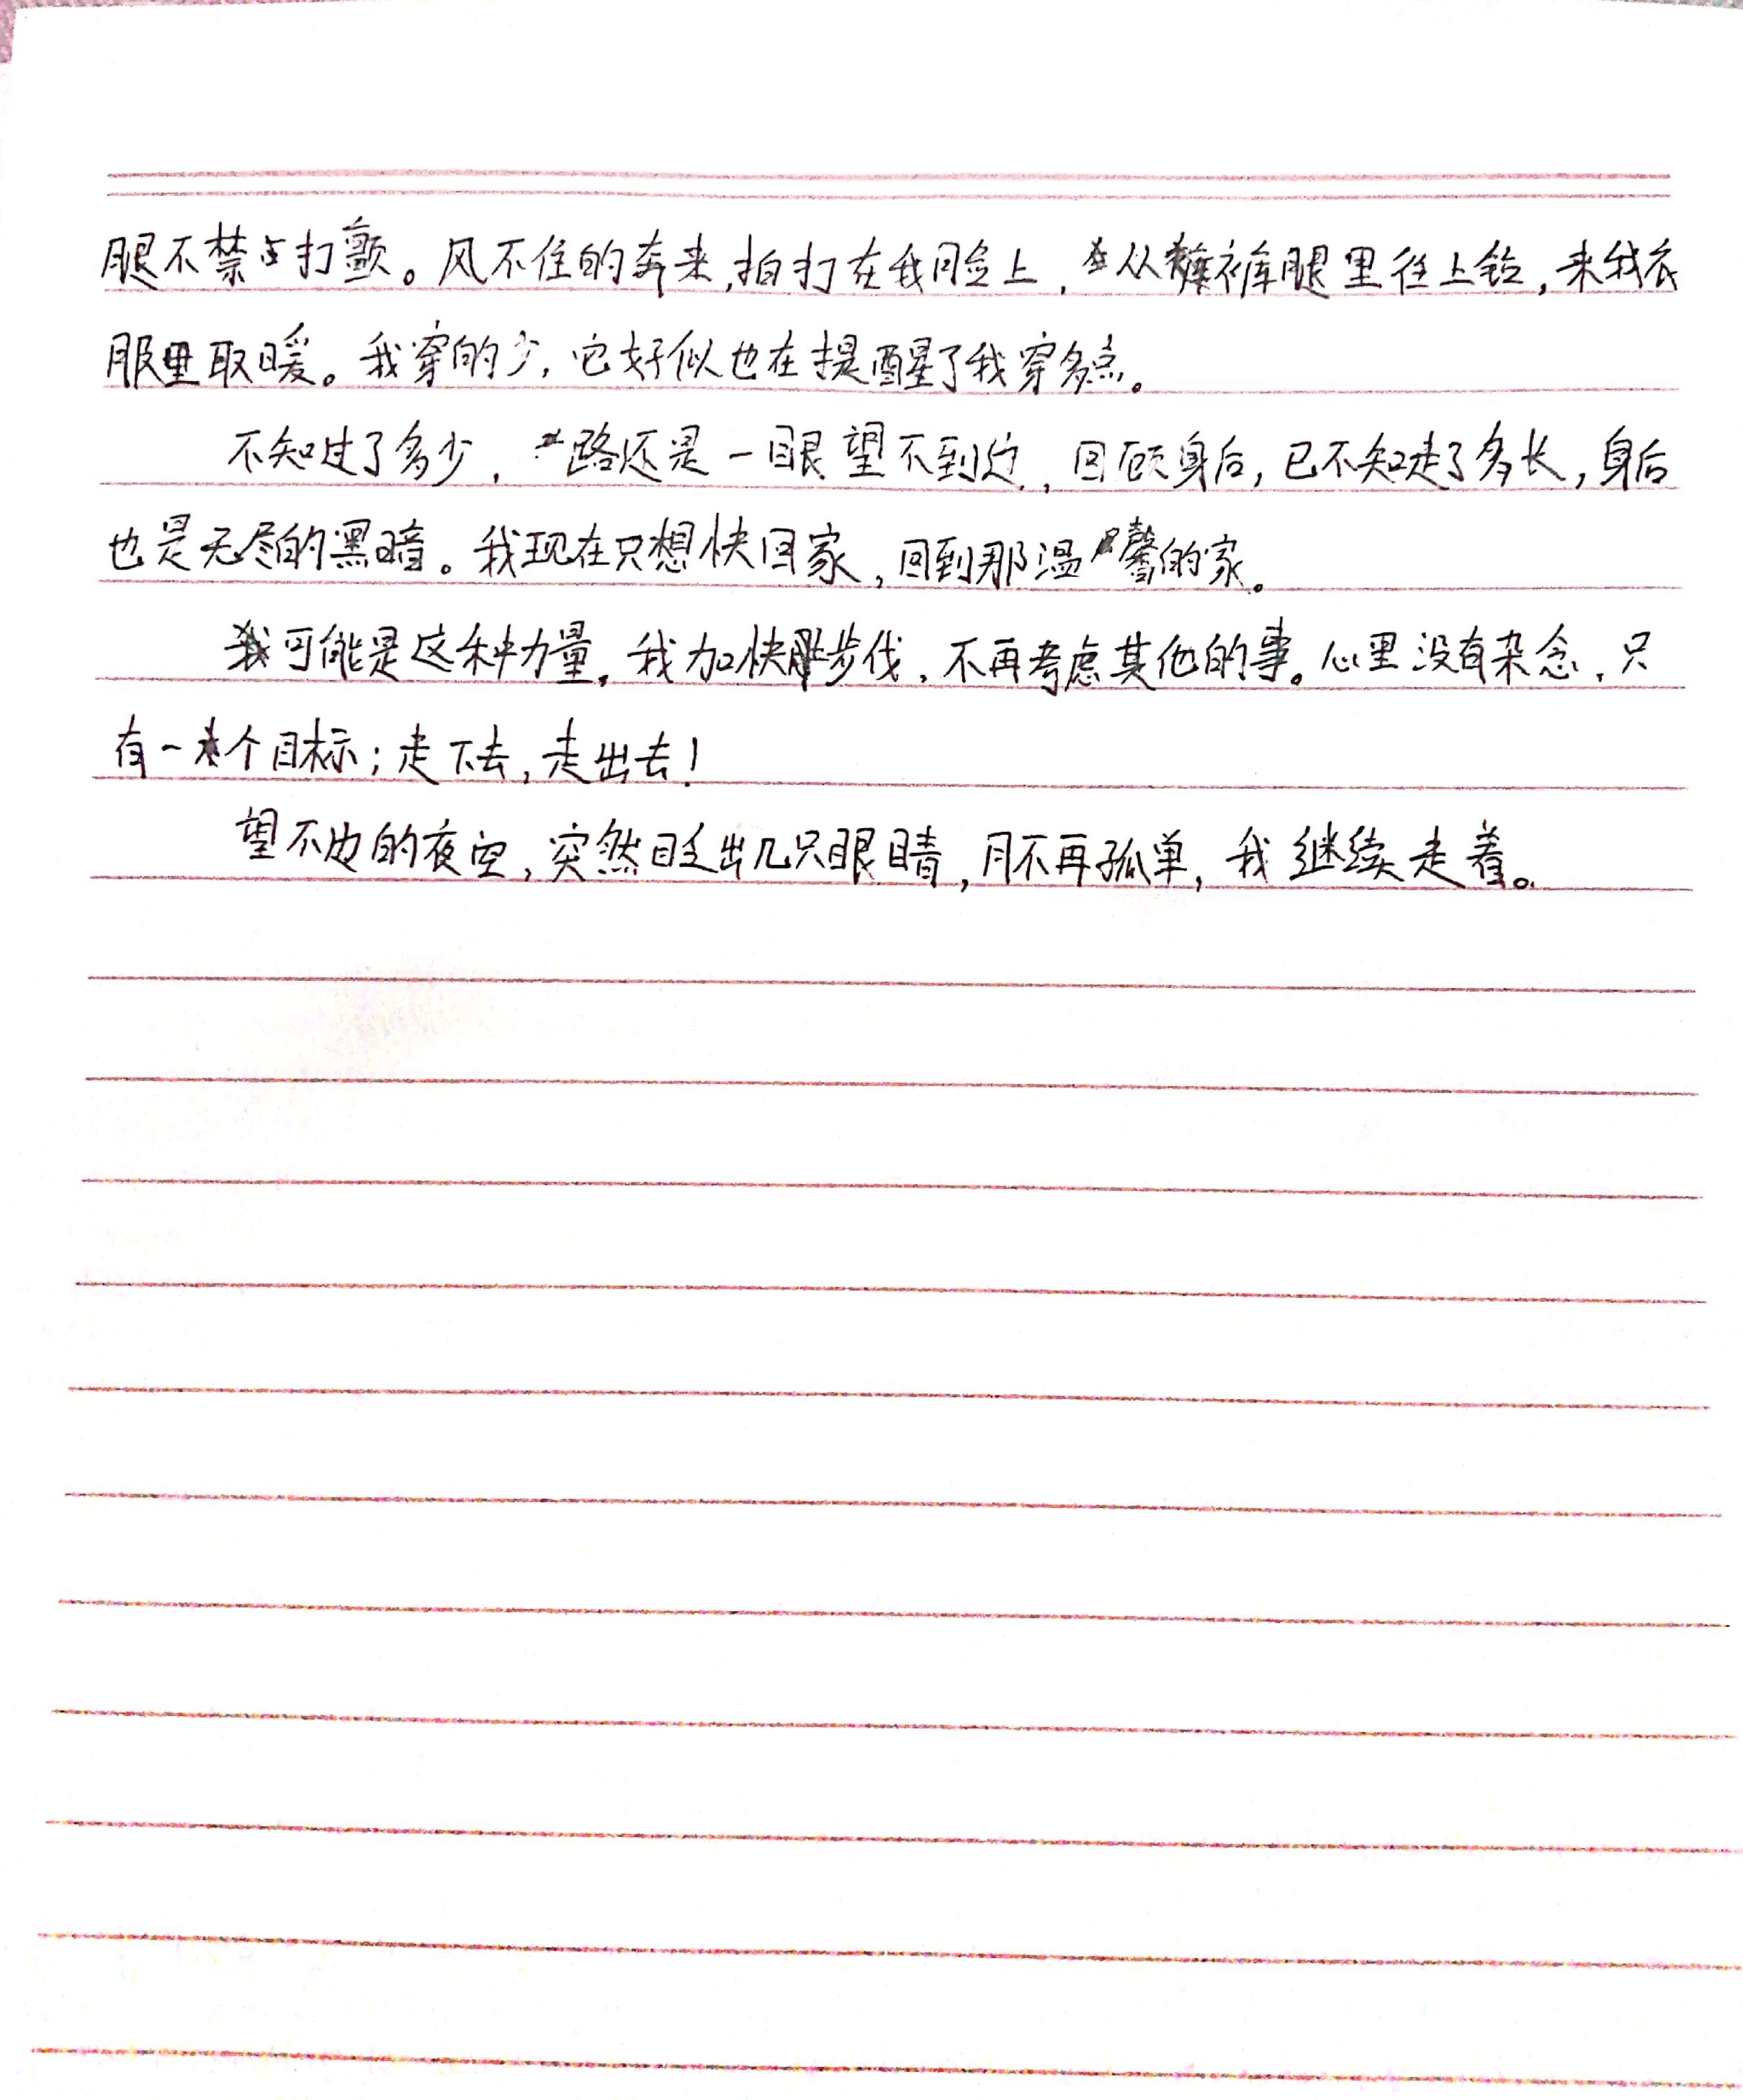 腿不禁打颤。风不住的奔来,拍打在我脸上,从裤腿里往上钻,来我衣
服里取暖。我穿的少,它好似也在提醒了我穿多点。
不知过了多少,路还是一眼望不到边,回顾身后,已不知走了多长,身后
也是无尽的黑暗。我现在只想快回家,回到那温馨的家。
可能是这种力量,我加快步伐,不再考虑其他的事。心里没有杂念,只
有一个目标;走下去,走出去!
望不边的夜空,突然眨出几只眼睛,月不再孤单,我继续走着。